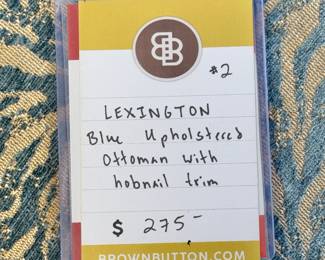 BB
#2
LEXINGTON
Blue Upholstered
Ottoman with
hobnail trim
$ 275-
BROWNBUTTON.COM